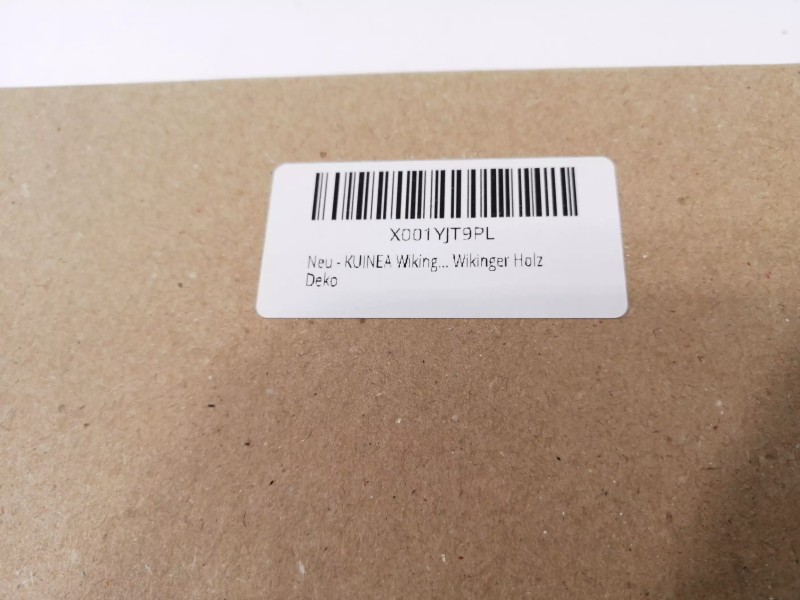 X001YJT9PL
Neu - KUINEA Wiking... Wikinger Holz
Deko